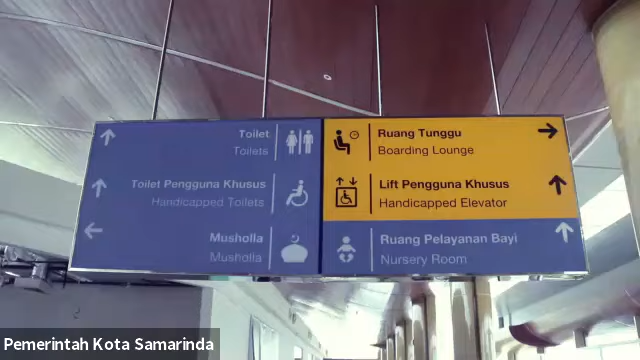 Toilet
Toilets
Toilet Pengguna Khusus
Handicapped Toilets
Musholla
Musholla
Ruang Tunggu
Boarding Lounge
Lift Pengguna Khusus
Handicapped Elevator
Ruang Pelayanan Bayi
Nursery Room
Pemerintah Kota Samarinda